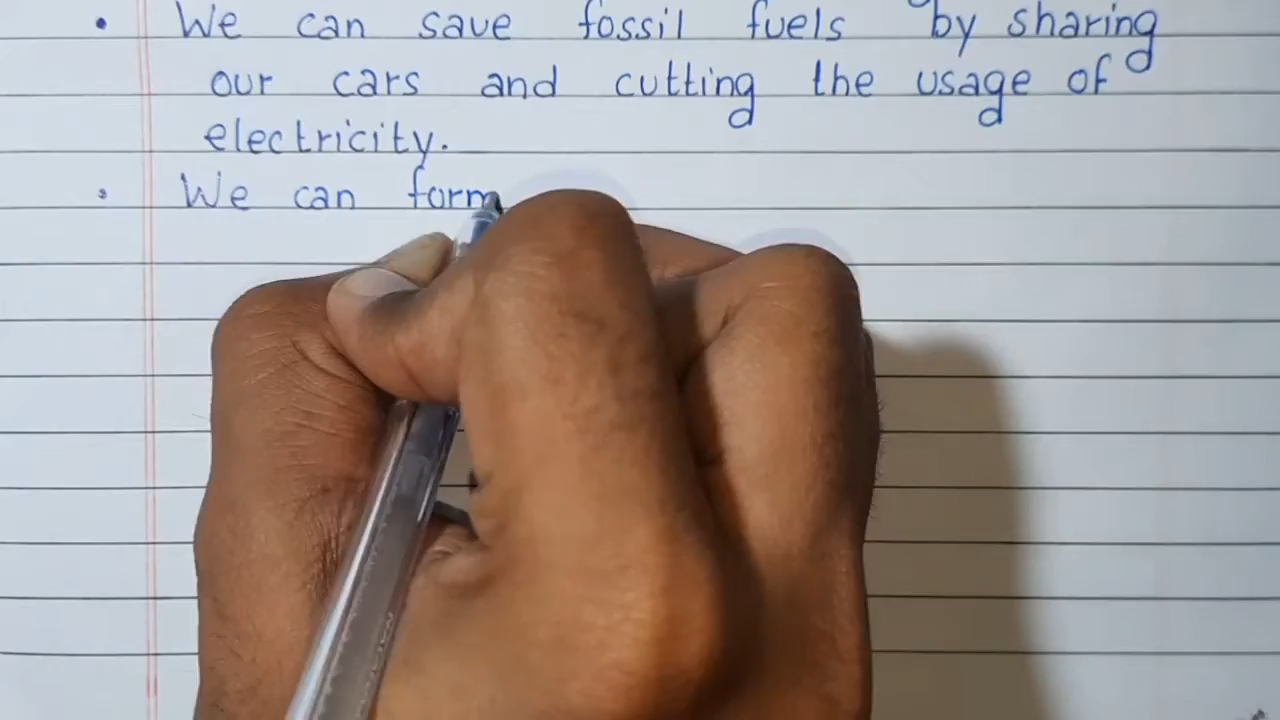 • We can save fossil fuels by sharing
our cars and cutting the usage of
electricity.
• We can form